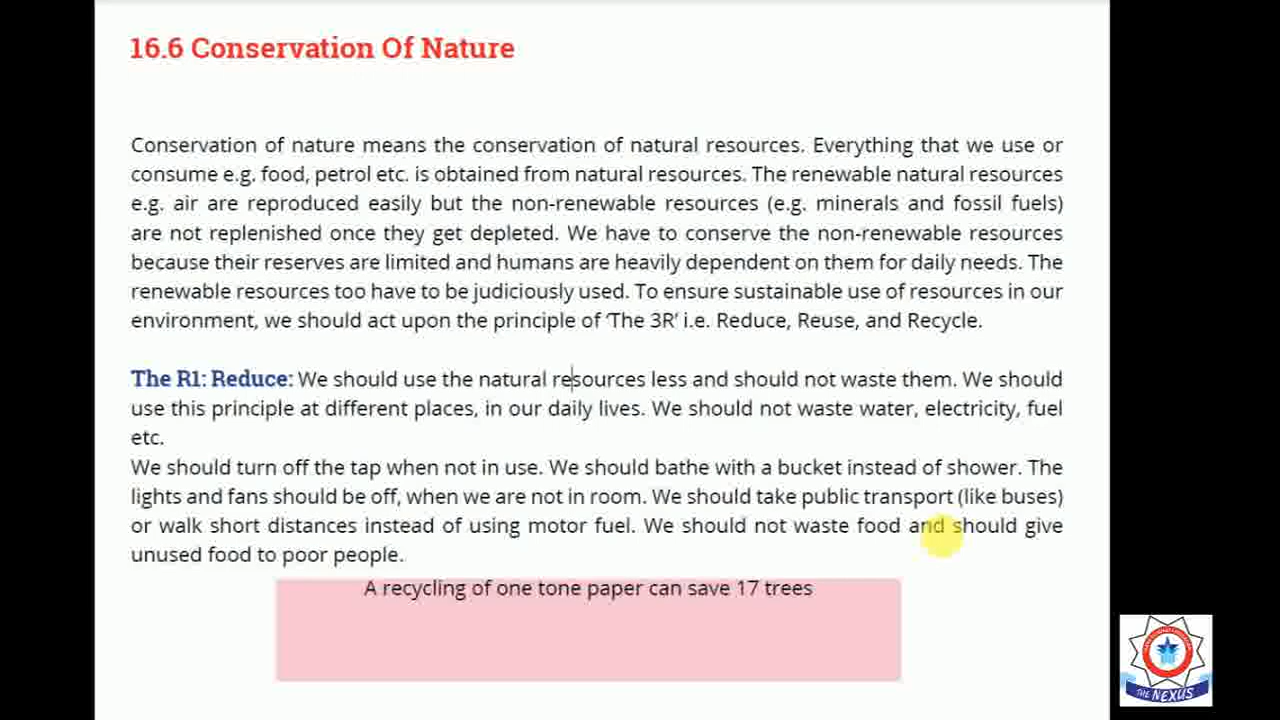 16.6 Conservation Of Nature
Conservation of nature means the conservation of natural resources. Everything that we use or
consume e.g. food, petrol etc. is obtained from natural resources. The renewable natural resources
e.g. air are reproduced easily but the non-renewable resources (e.g. minerals and fossil fuels)
are not replenished once they get depleted. We have to conserve the non-renewable resources
because their reserves are limited and humans are heavily dependent on them for daily needs. The
renewable resources too have to be judiciously used. To ensure sustainable use of resources in our
environment, we should act upon the principle of ‘The 3R’ i.e. Reduce, Reuse, and Recycle.
The R1: Reduce: We should use the natural resources less and should not waste them. We should
use this principle at different places, in our daily lives. We should not waste water, electricity, fuel
etc.
We should turn off the tap when not in use. We should bathe with a bucket instead of shower. The
lights and fans should be off, when we are not in room. We should take public transport (like buses)
or walk short distances instead of using motor fuel. We should not waste food and should give
unused food to poor people.
A recycling of one tone paper can save 17 trees
THE NEXUS